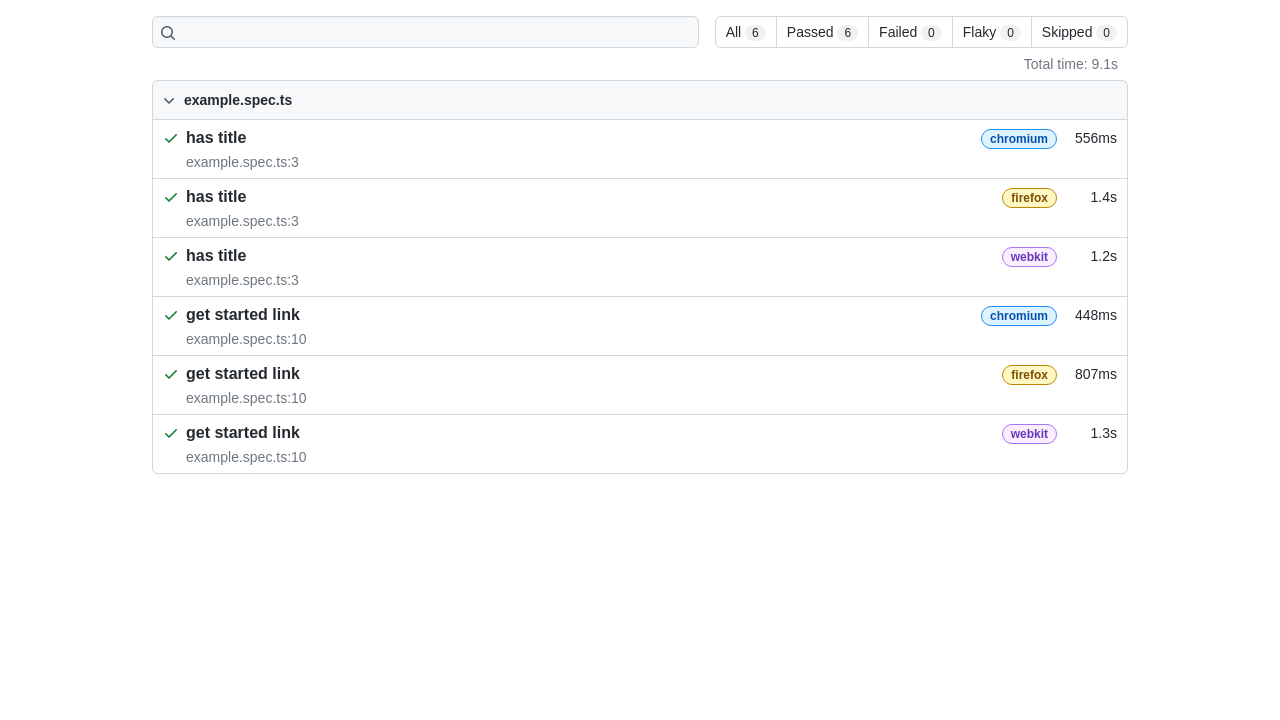 All 6 Passed 6 Failed 0 Flaky 0 Skipped 0
Total time: 9.1s
example.spec.ts
has title chromium 556ms
example.spec.ts:3
has title firefox 1.4s
example.spec.ts:3
has title webkit 1.2s
example.spec.ts:3
get started link chromium 448ms
example.spec.ts:10
get started link firefox 807ms
example.spec.ts:10
get started link webkit 1.3s
example.spec.ts:10